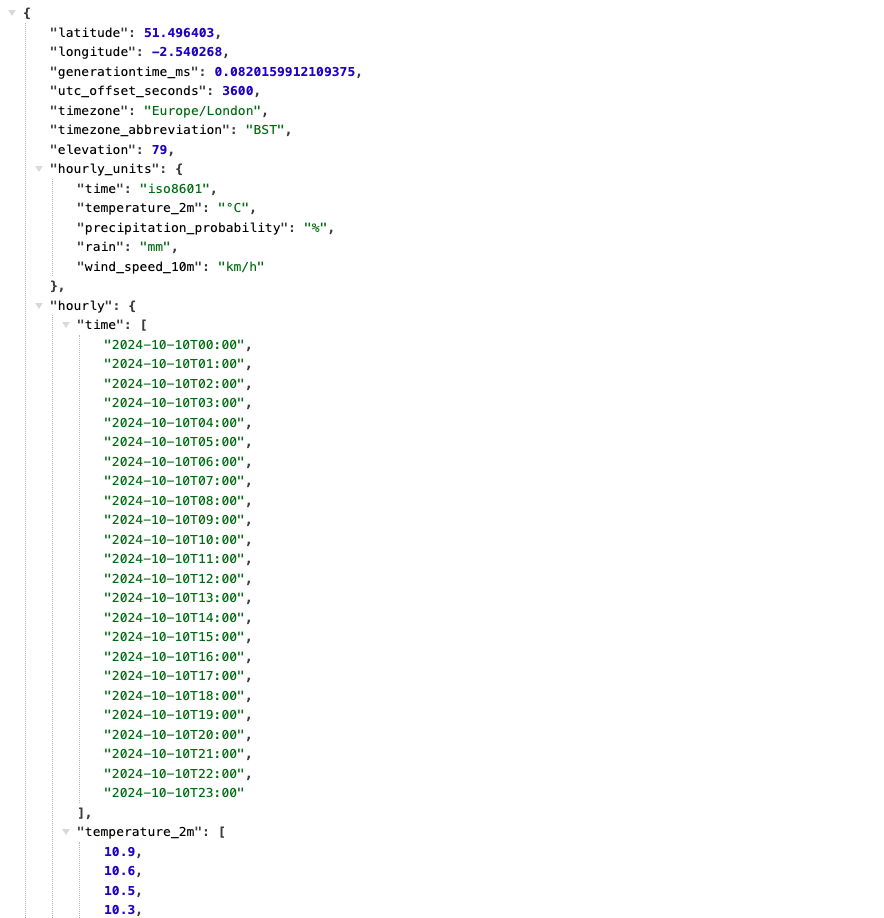 {
"latitude": 51.496403,
"longitude": -2.540268,
"generationtime_ms": 0.0820159912109375,
"utc_offset_seconds": 3600,
"timezone": "Europe/London",
"timezone_abbreviation": "BST",
"elevation": 79,
"hourly_units": {
"time": "iso8601",
"temperature_2m": "°C",
"precipitation_probability": "%",
"rain": "mm",
"wind_speed_10m": "km/h"
},
"hourly": {
"time": [
"2024-10-10T00:00",
"2024-10-10T01:00",
"2024-10-10T02:00",
"2024-10-10T03:00",
"2024-10-10T04:00",
"2024-10-10T05:00",
"2024-10-10T06:00",
"2024-10-10T07:00",
"2024-10-10T08:00",
"2024-10-10T09:00",
"2024-10-10T10:00",
"2024-10-10T11:00",
"2024-10-10T12:00",
"2024-10-10T13:00",
"2024-10-10T14:00",
"2024-10-10T15:00",
"2024-10-10T16:00",
"2024-10-10T17:00",
"2024-10-10T18:00",
"2024-10-10T19:00",
"2024-10-10T20:00",
"2024-10-10T21:00",
"2024-10-10T22:00",
"2024-10-10T23:00"
],
"temperature_2m": [
10.9,
10.6,
10.5,
10.3,